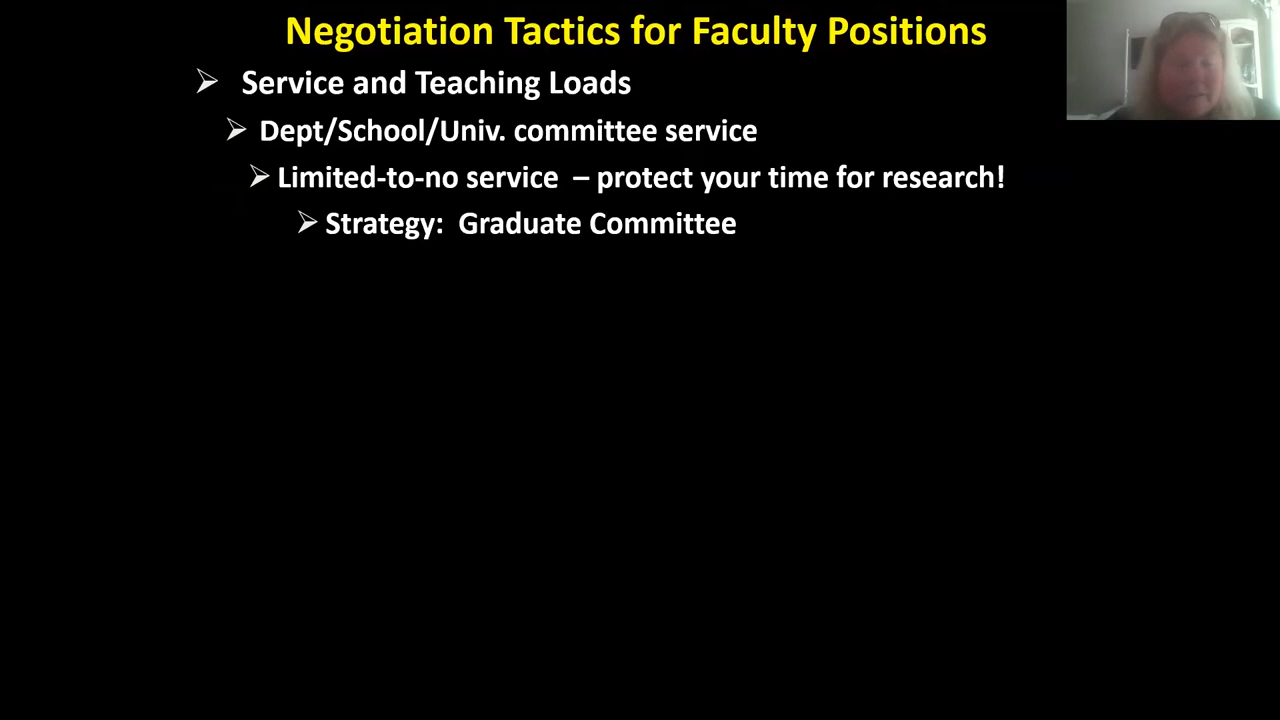 Negotiation Tactics for Faculty Positions
➢ Service and Teaching Loads
➢ Dept/School/Univ. committee service
➢ Limited-to-no service – protect your time for research!
➢ Strategy: Graduate Committee